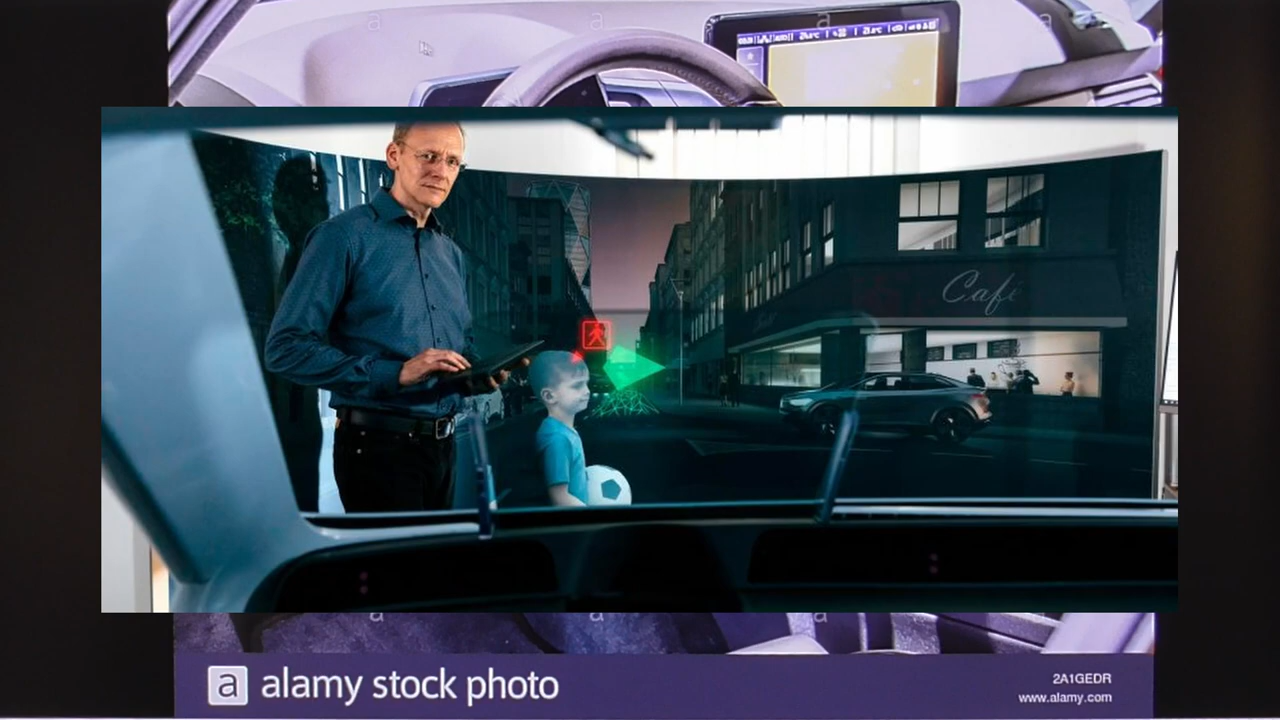 a a a a
Café
a a a
a alamy stock photo
2A1GEDR
www.alamy.com